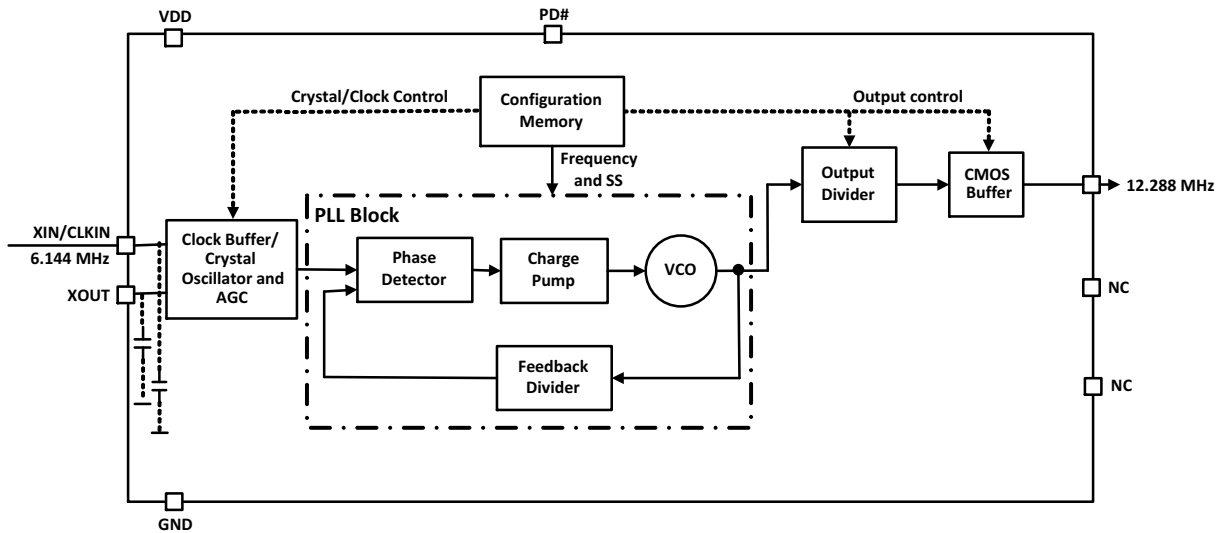 VDD
PD#
Crystal/Clock Control
Configuration
Memory
Output control
Frequency
and SS
Output
Divider
CMOS
Buffer
12.288 MHz
PLL Block
XIN/CLKIN
6.144 MHz
XOUT
Clock Buffer/
Crystal
Oscillator and
AGC
Phase
Detector
Charge
Pump
VCO
Feedback
Divider
NC
NC
GND